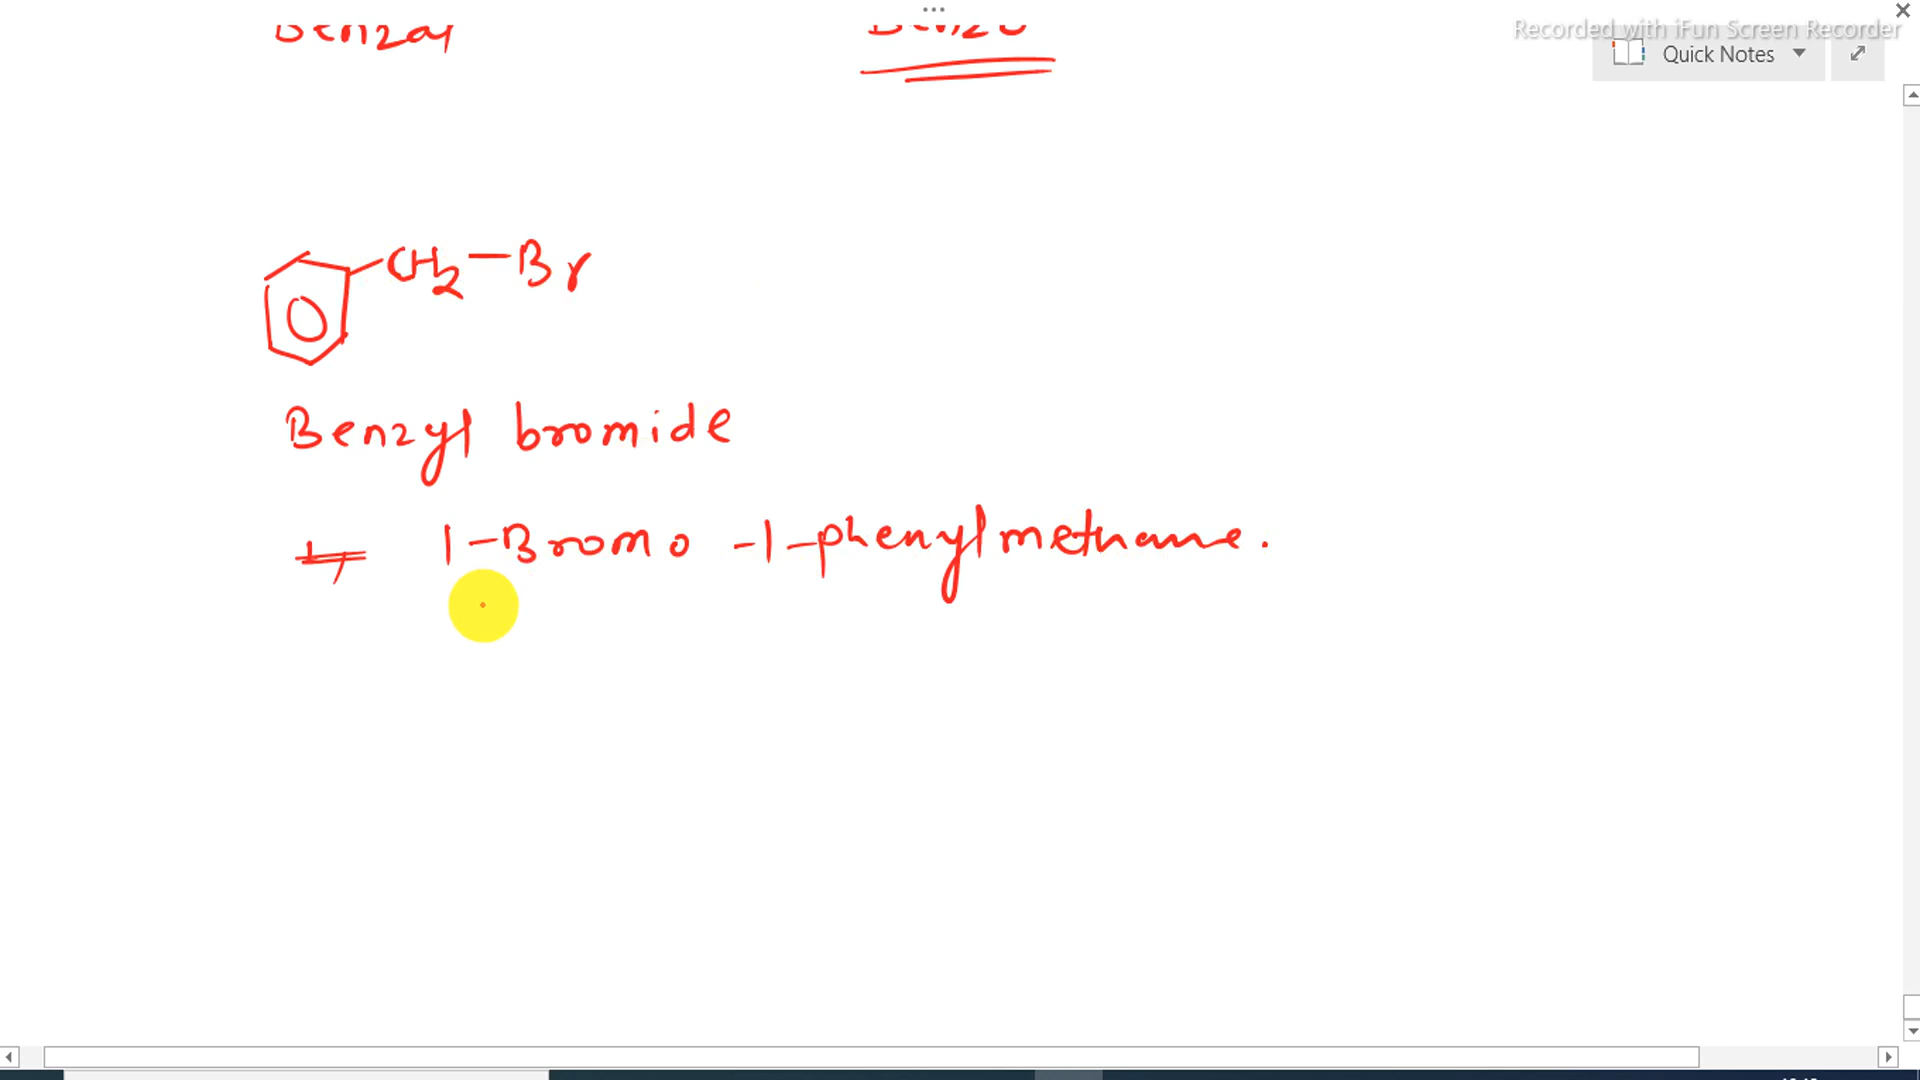 Recorded with iFun Screen Recorder
Quick Notes
CH2-Br
Benzyl bromide
1-Bromo -1-phenylmethane.